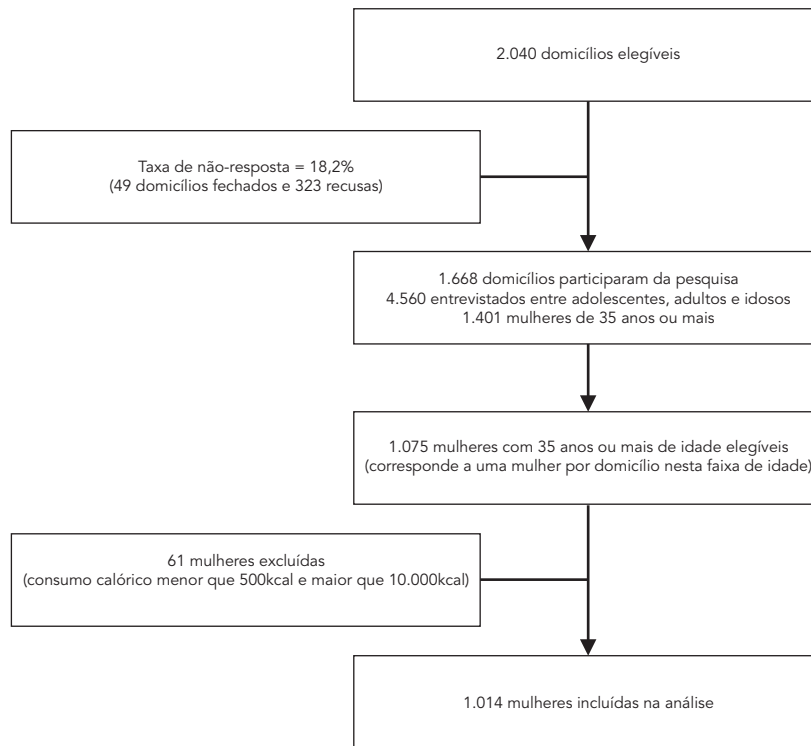 2.040 domicílios elegíveis
Taxa de não-resposta = 18,2%
(49 domicílios fechados e 323 recusas)
1.668 domicílios participaram da pesquisa
4.560 entrevistados entre adolescentes, adultos e idosos
1.401 mulheres de 35 anos ou mais
1.075 mulheres com 35 anos ou mais de idade elegíveis
(corresponde a uma mulher por domicílio nesta faixa de idade)
61 mulheres excluídas
(consumo calórico menor que 500kcal e maior que 10.000kcal)
1.014 mulheres incluídas na análise